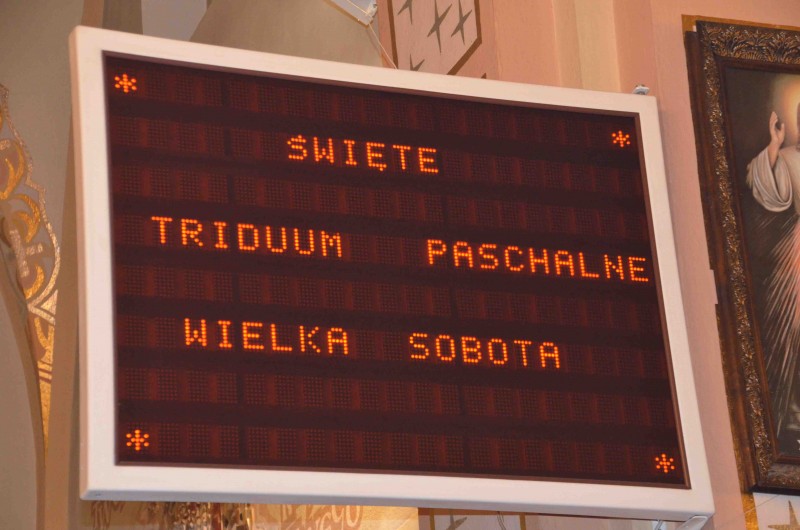 * *
ŚWIĘTE
TRIDUUM PASCHALNE
WIELKA SOBOTA
* *